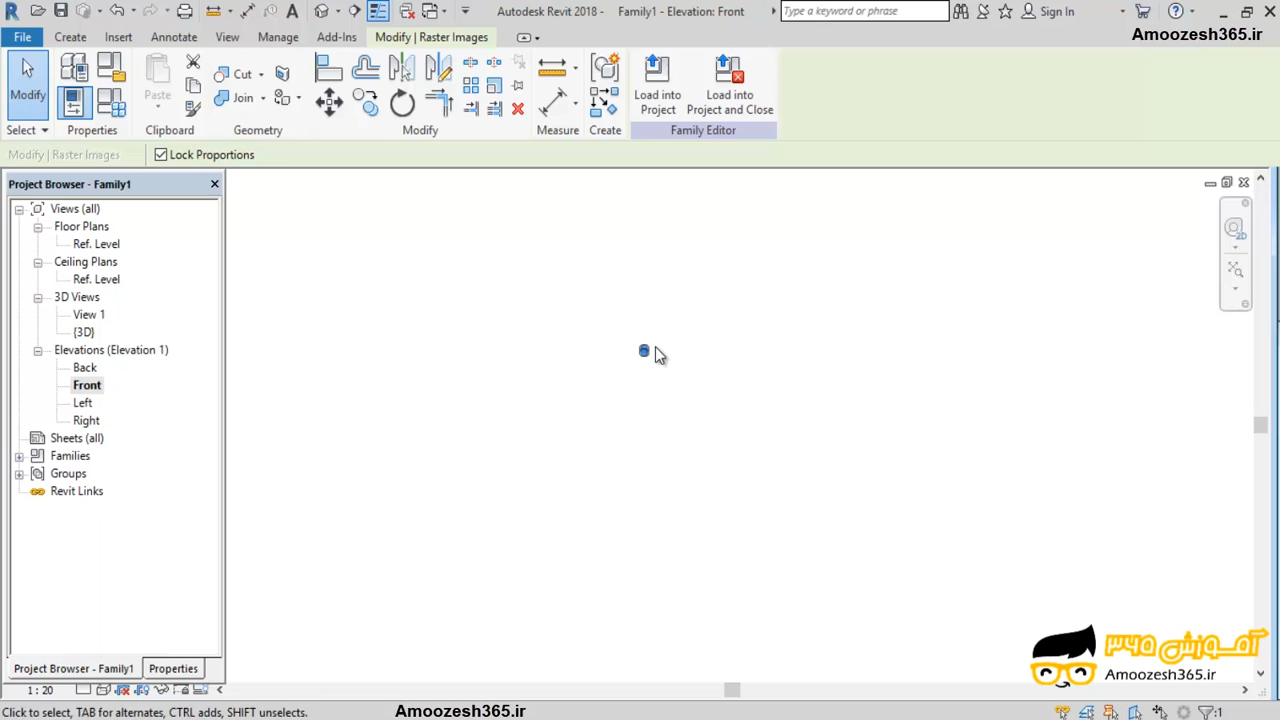 Autodesk Revit 2018 - Family1 - Elevation: Front
Type a keyword or phrase
Sign In
File Create Insert Annotate View Manage Add-Ins Modify | Raster Images
Amoozesh365.ir
Modify
Paste
Cut
Join
Load into Project
Load into Project and Close
Select Properties Clipboard Geometry Modify Measure Create Family Editor
Modify | Raster Images
Lock Proportions
Project Browser - Family1
Views (all)
Floor Plans
Ref. Level
Ceiling Plans
Ref. Level
3D Views
View 1
{3D}
Elevations (Elevation 1)
Back
Front
Left
Right
Sheets (all)
Families
Groups
Revit Links
2D
آموزش ۳۶۵
Amoozesh365.ir
Project Browser - Family1 Properties
1 : 20
Click to select, TAB for alternates, CTRL adds, SHIFT unselects.
Amoozesh365.ir
:1